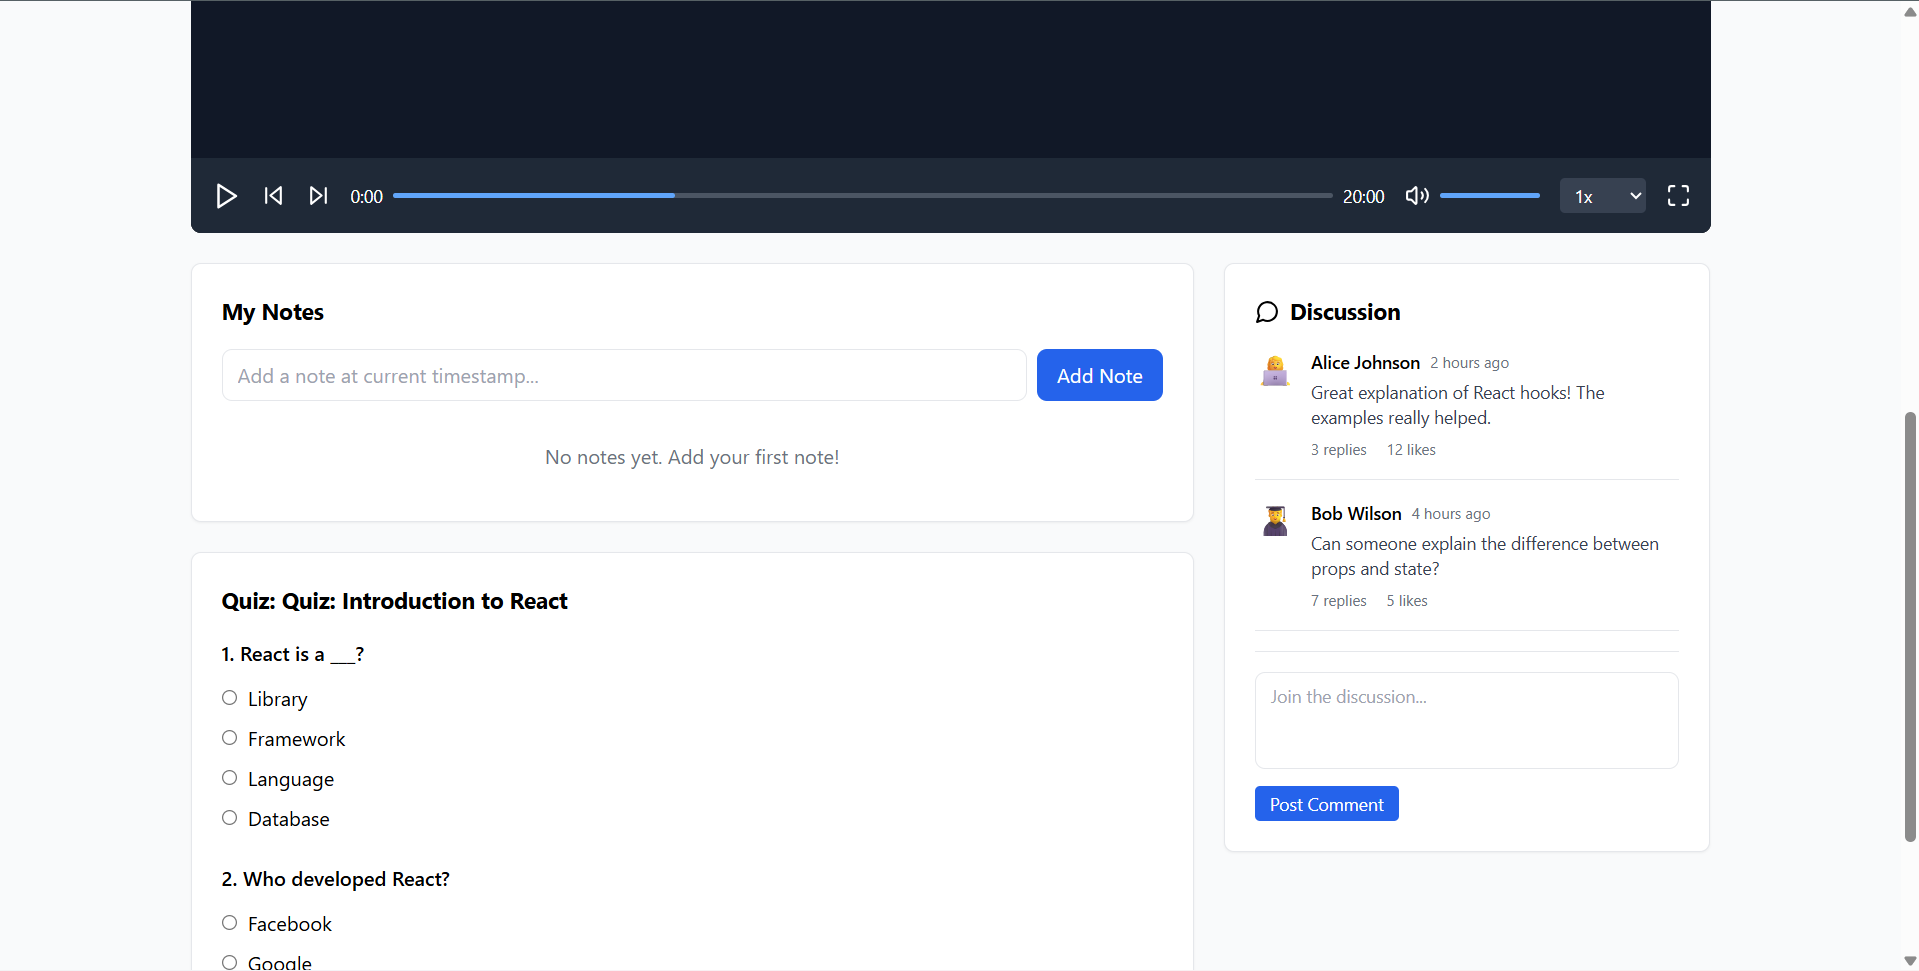 0:00
20:00
1x
My Notes
Add a note at current timestamp...
Add Note
No notes yet. Add your first note!
Quiz: Quiz: Introduction to React
1. React is a ___?
Library
Framework
Language
Database
2. Who developed React?
Facebook
Google
Discussion
Alice Johnson 2 hours ago
Great explanation of React hooks! The
examples really helped.
3 replies 12 likes
Bob Wilson 4 hours ago
Can someone explain the difference between
props and state?
7 replies 5 likes
Join the discussion...
Post Comment